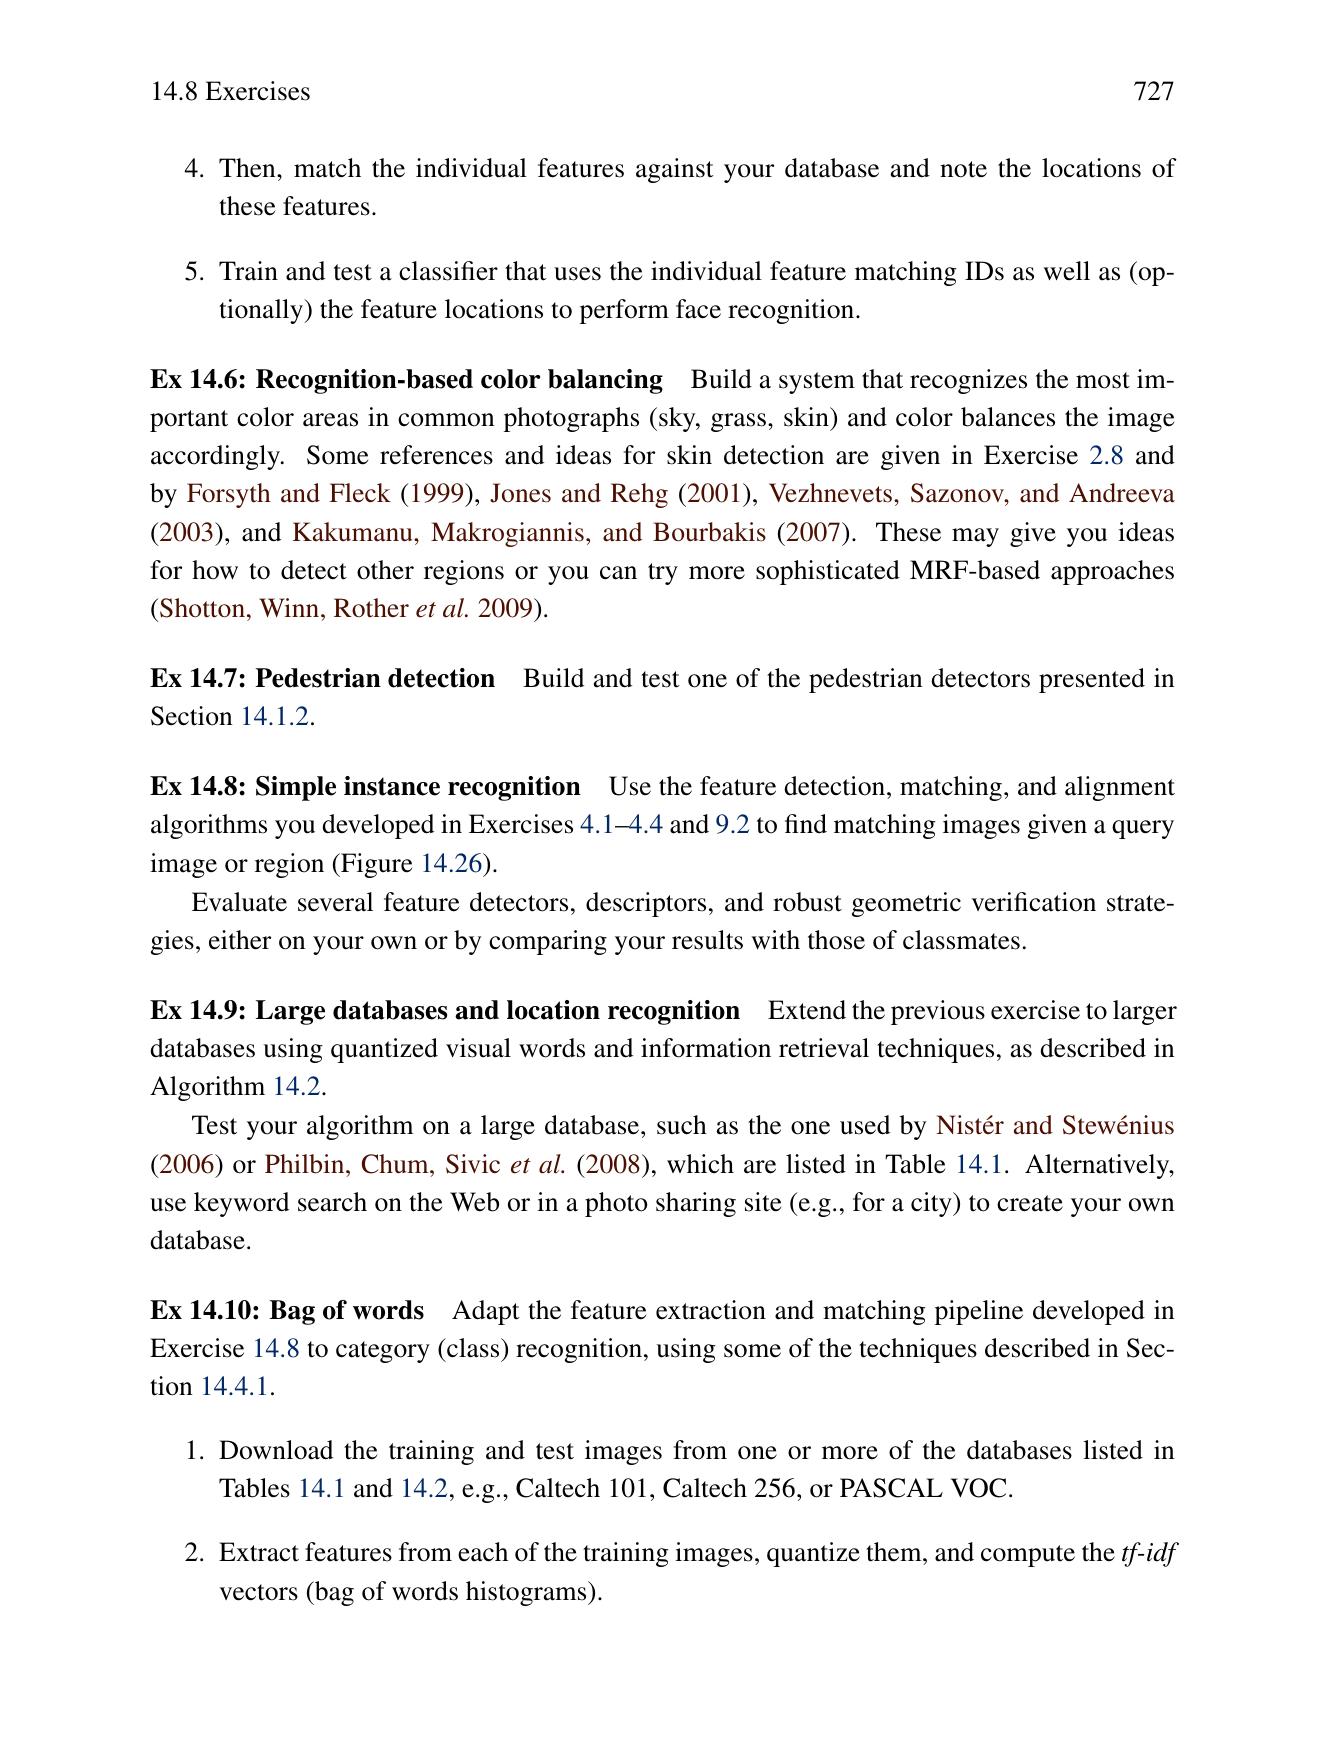 14.8 Exercises 727
4. Then, match the individual features against your database and note the locations of
these features.
5. Train and test a classifier that uses the individual feature matching IDs as well as (op-
tionally) the feature locations to perform face recognition.
Ex 14.6: Recognition-based color balancing Build a system that recognizes the most im-
portant color areas in common photographs (sky, grass, skin) and color balances the image
accordingly. Some references and ideas for skin detection are given in Exercise 2.8 and
by Forsyth and Fleck (1999), Jones and Rehg (2001), Vezhnevets, Sazonov, and Andreeva
(2003), and Kakumanu, Makrogiannis, and Bourbakis (2007). These may give you ideas
for how to detect other regions or you can try more sophisticated MRF-based approaches
(Shotton, Winn, Rother et al. 2009).
Ex 14.7: Pedestrian detection Build and test one of the pedestrian detectors presented in
Section 14.1.2.
Ex 14.8: Simple instance recognition Use the feature detection, matching, and alignment
algorithms you developed in Exercises 4.1–4.4 and 9.2 to find matching images given a query
image or region (Figure 14.26).
Evaluate several feature detectors, descriptors, and robust geometric verification strate-
gies, either on your own or by comparing your results with those of classmates.
Ex 14.9: Large databases and location recognition Extend the previous exercise to larger
databases using quantized visual words and information retrieval techniques, as described in
Algorithm 14.2.
Test your algorithm on a large database, such as the one used by Nistér and Stewénius
(2006) or Philbin, Chum, Sivic et al. (2008), which are listed in Table 14.1. Alternatively,
use keyword search on the Web or in a photo sharing site (e.g., for a city) to create your own
database.
Ex 14.10: Bag of words Adapt the feature extraction and matching pipeline developed in
Exercise 14.8 to category (class) recognition, using some of the techniques described in Sec-
tion 14.4.1.
1. Download the training and test images from one or more of the databases listed in
Tables 14.1 and 14.2, e.g., Caltech 101, Caltech 256, or PASCAL VOC.
2. Extract features from each of the training images, quantize them, and compute the tf-idf
vectors (bag of words histograms).